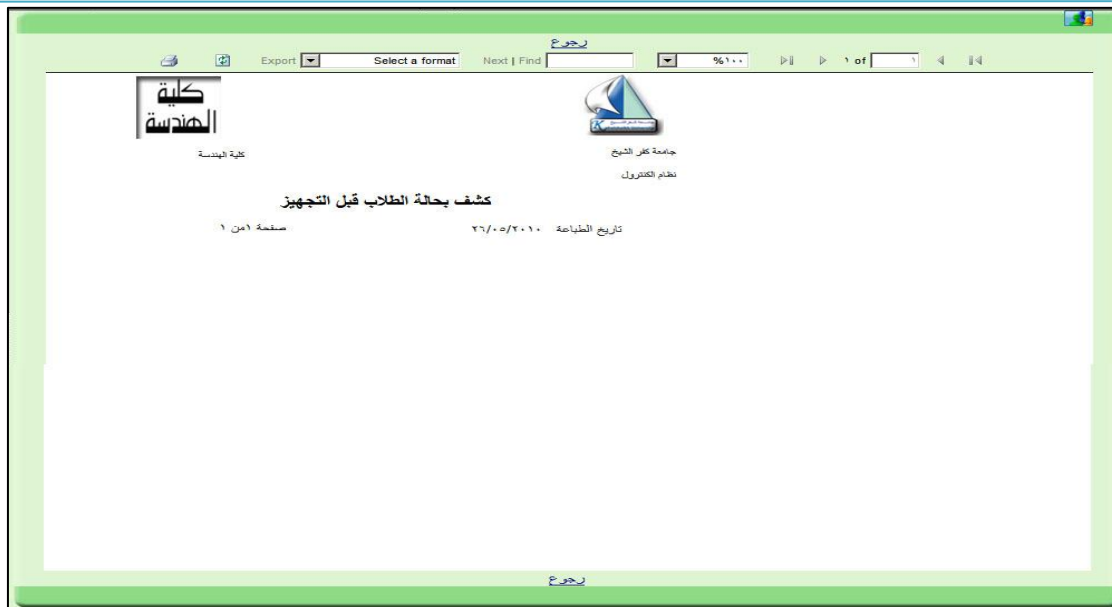 رجوع
Export Select a format Next | Find %١٠٠ ١ of ١
كلية
الهندسة
جامعة كفر الشيخ
كلية الهندسة
نظام الكنترول
كشف بحالة الطلاب قبل التجهيز
تاريخ الطباعة ٢٦/٠٥/٢٠١٠ صفحة ١من ١
رجوع